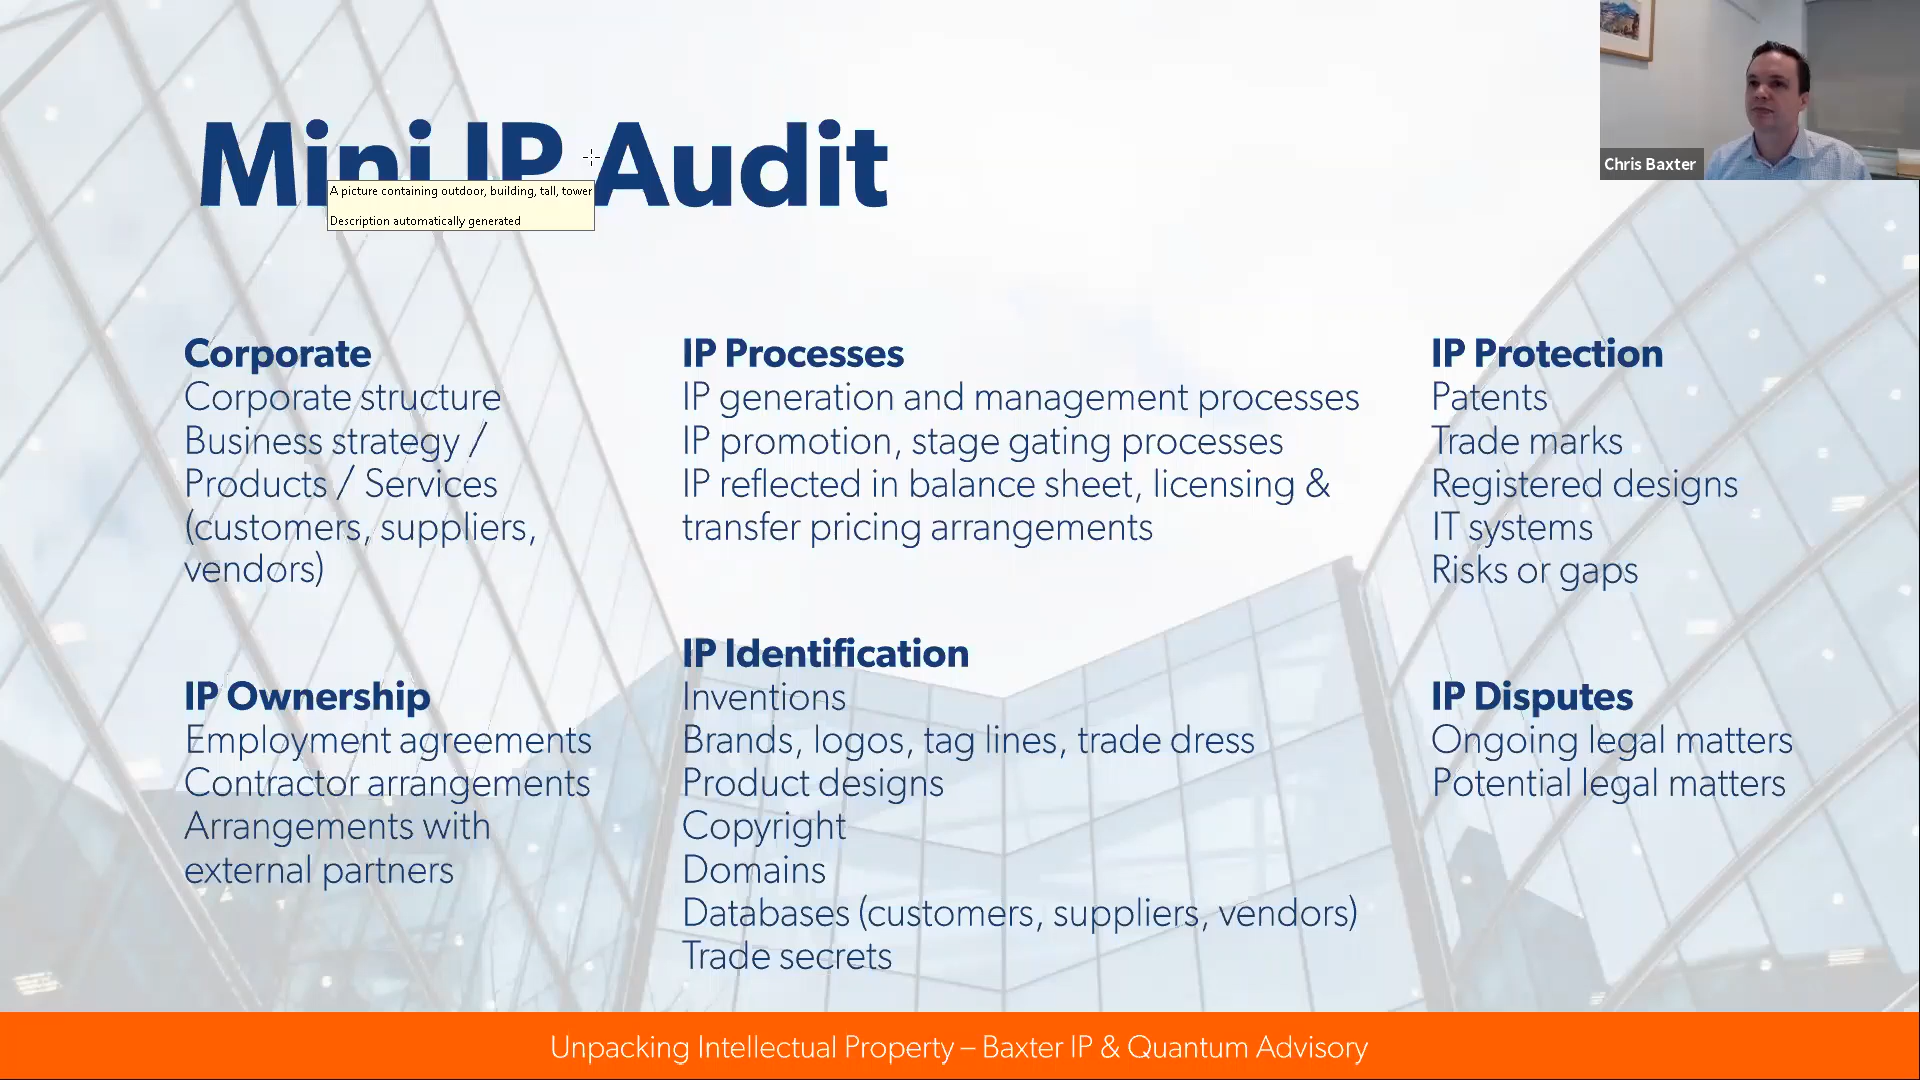 Mini IP Audit
A picture containing outdoor, building, tall, tower
Description automatically generated
Chris Baxter
Corporate
Corporate structure
Business strategy /
Products / Services
(customers, suppliers,
vendors)
IP Ownership
Employment agreements
Contractor arrangements
Arrangements with
external partners
IP Processes
IP generation and management processes
IP promotion, stage gating processes
IP reflected in balance sheet, licensing &
transfer pricing arrangements
IP Identification
Inventions
Brands, logos, tag lines, trade dress
Product designs
Copyright
Domains
Databases (customers, suppliers, vendors)
Trade secrets
IP Protection
Patents
Trade marks
Registered designs
IT systems
Risks or gaps
IP Disputes
Ongoing legal matters
Potential legal matters
Unpacking Intellectual Property – Baxter IP & Quantum Advisory